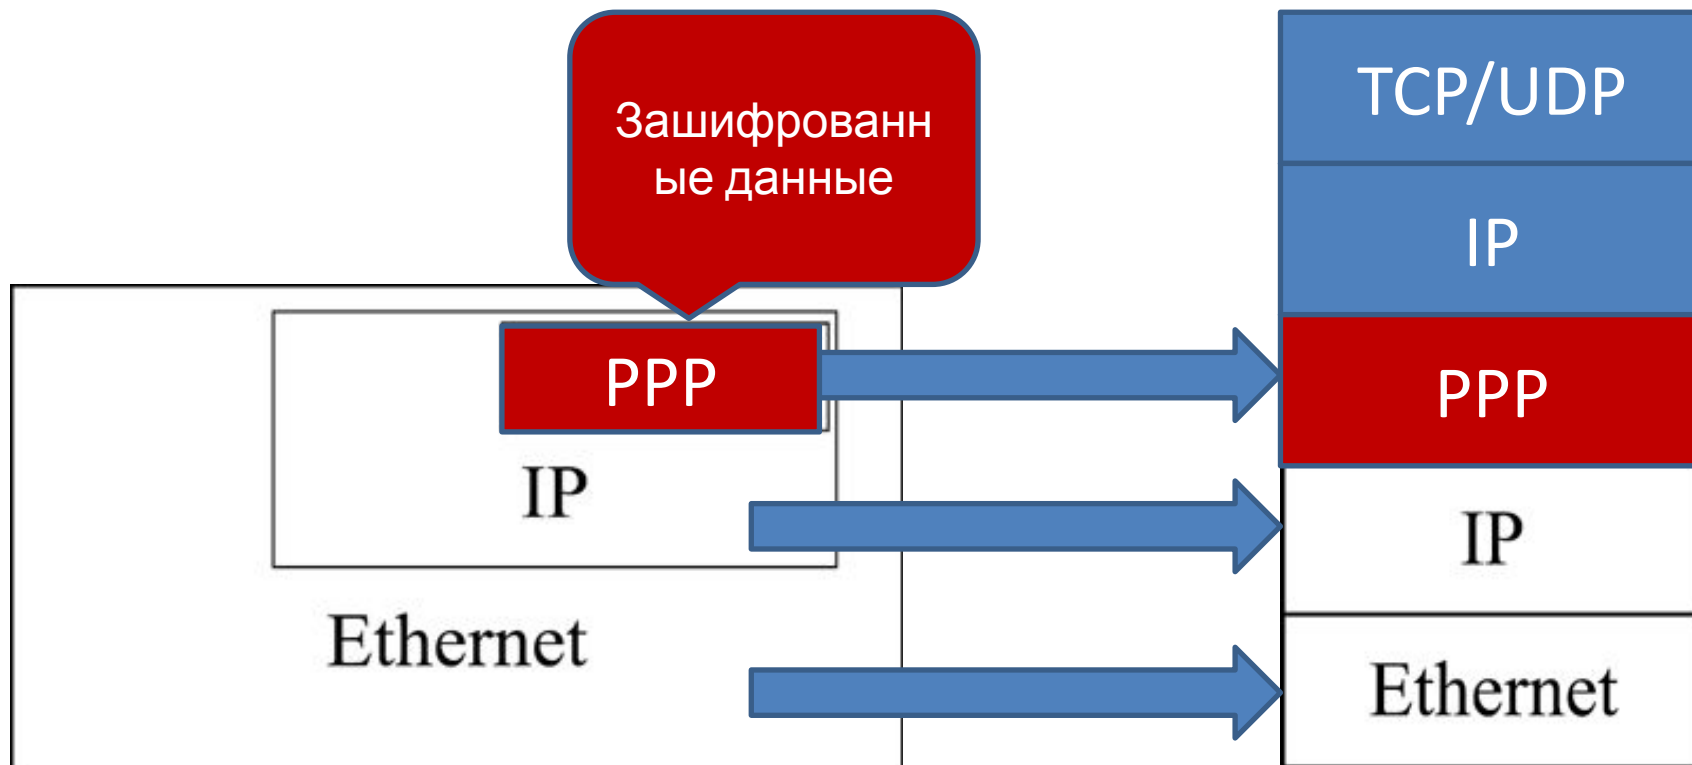 Зашифрованн
ые данные
PPP
IP
Ethernet
TCP/UDP
IP
PPP
IP
Ethernet